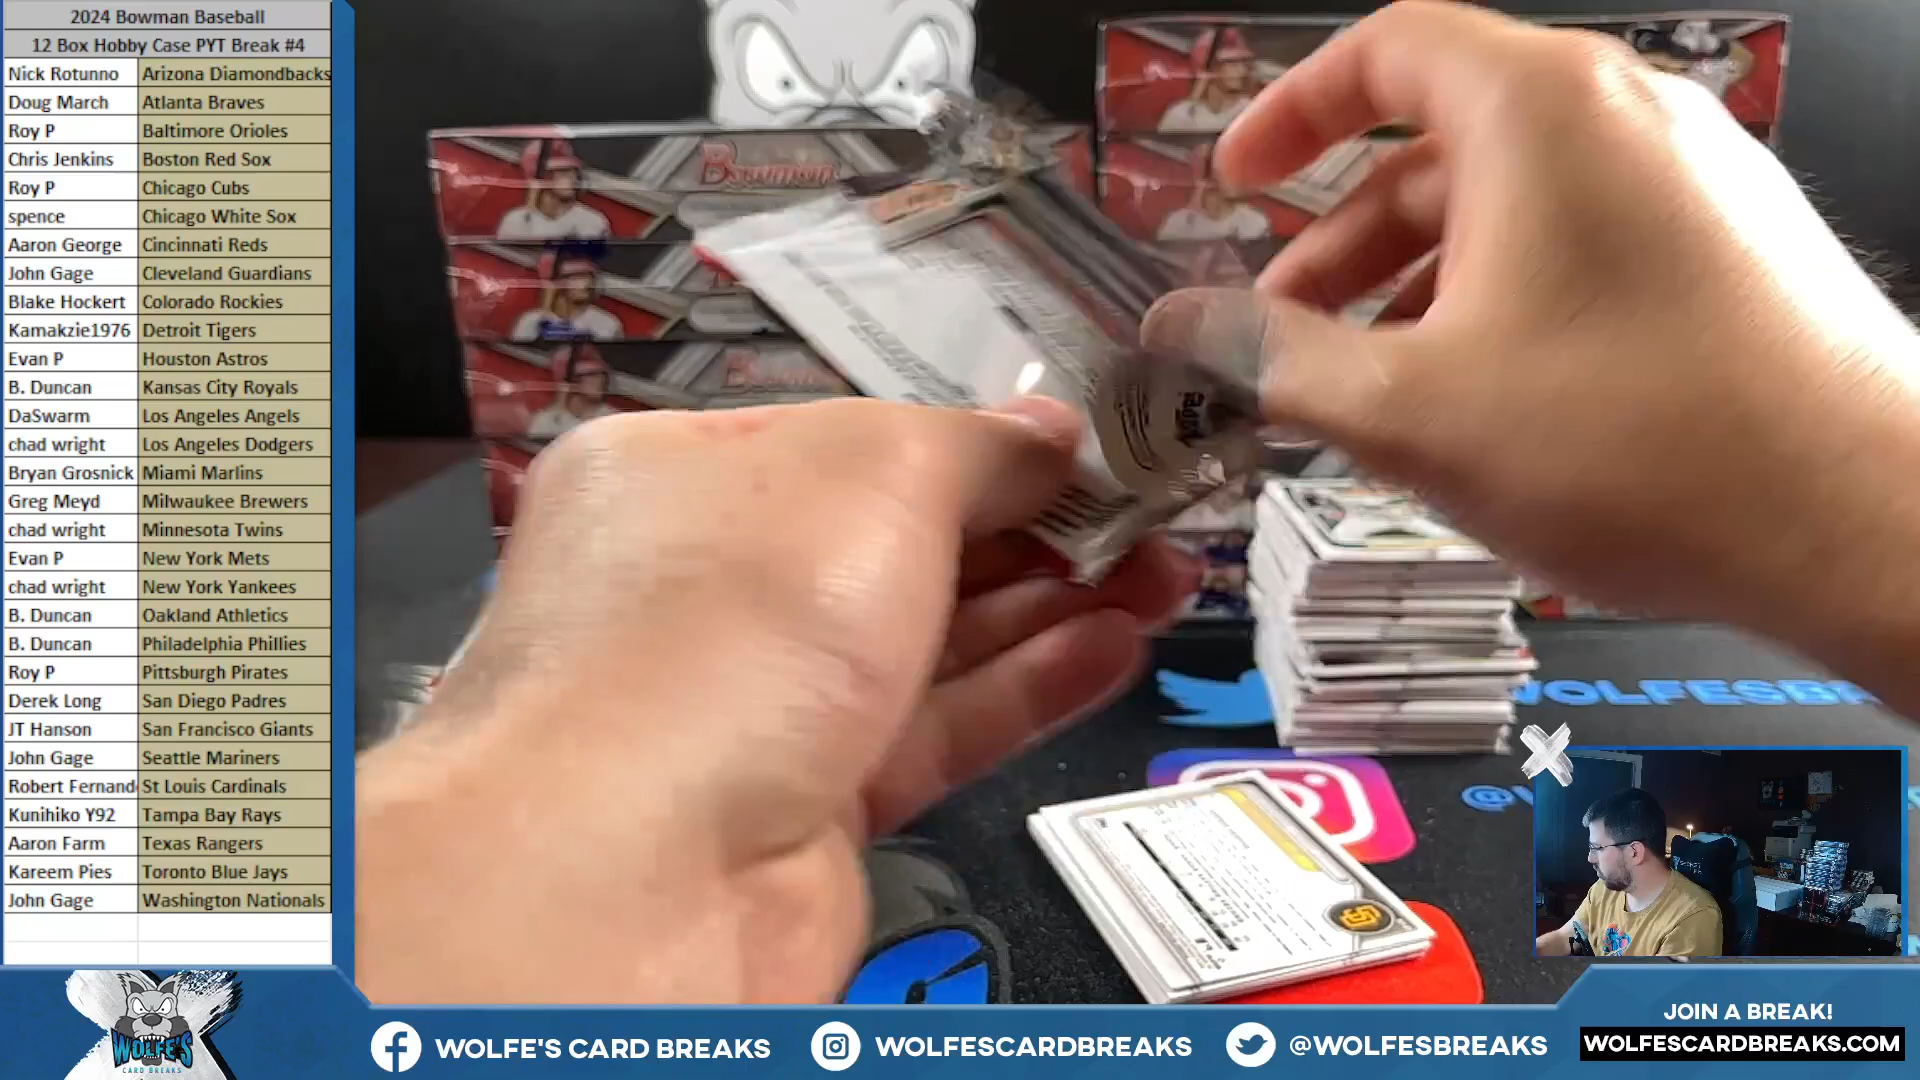 2024 Bowman Baseball
12 Box Hobby Case PYT Break #4
Nick Rotunno Arizona Diamondbacks
Doug March Atlanta Braves
Roy P Baltimore Orioles
Chris Jenkins Boston Red Sox
Roy P Chicago Cubs
spence Chicago White Sox
Aaron George Cincinnati Reds
John Gage Cleveland Guardians
Blake Hockert Colorado Rockies
Kamakzie1976 Detroit Tigers
Evan P Houston Astros
B. Duncan Kansas City Royals
DaSwarm Los Angeles Angels
chad wright Los Angeles Dodgers
Bryan Grosnick Miami Marlins
Greg Meyd Milwaukee Brewers
chad wright Minnesota Twins
Evan P New York Mets
chad wright New York Yankees
B. Duncan Oakland Athletics
B. Duncan Philadelphia Phillies
Roy P Pittsburgh Pirates
Derek Long San Diego Padres
JT Hanson San Francisco Giants
John Gage Seattle Mariners
Robert Fernand St Louis Cardinals
Kunihiko Y92 Tampa Bay Rays
Aaron Farm Texas Rangers
Kareem Pies Toronto Blue Jays
John Gage Washington Nationals
Bowman
WOLFESB
SD
WOLFE'S
CARD BREAKS
WOLFE'S CARD BREAKS
WOLFESCARDBREAKS
@WOLFESBREAKS
JOIN A BREAK!
WOLFESCARDBREAKS.COM